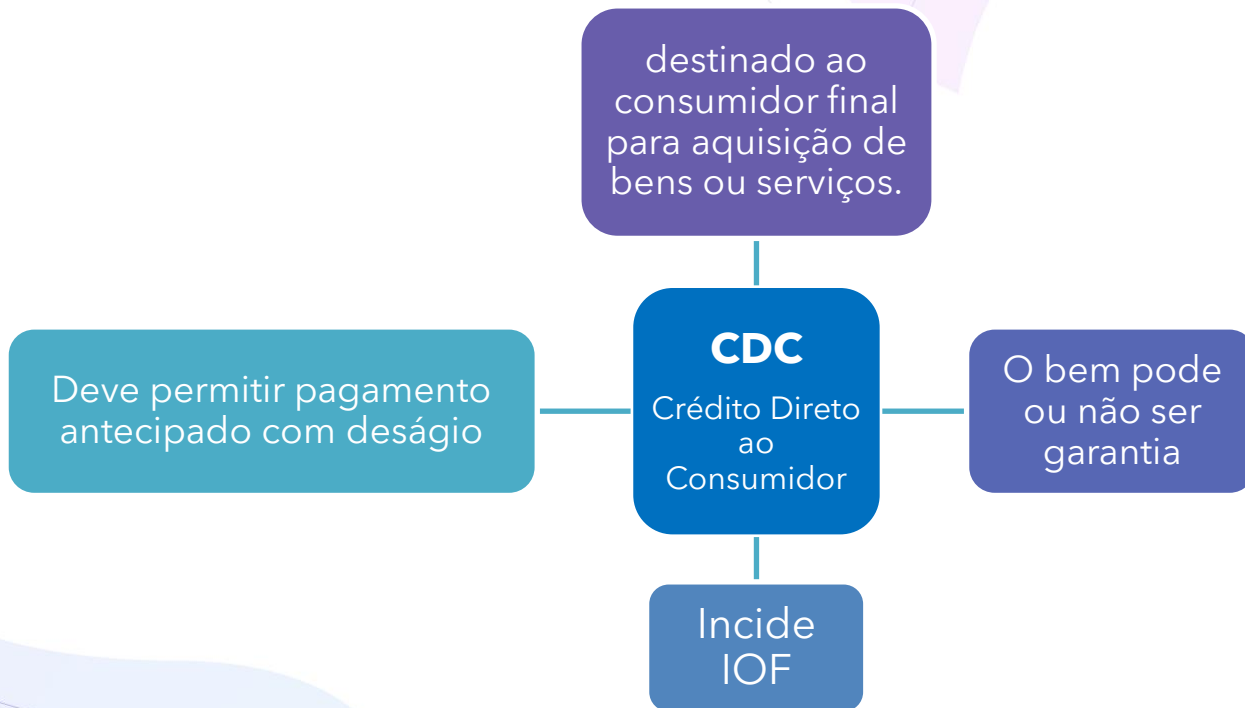 destinado ao
consumidor final
para aquisição de
bens ou serviços.
Deve permitir pagamento
antecipado com deságio
CDC
Crédito Direto
ao
Consumidor
O bem pode
ou não ser
garantia
Incide
IOF